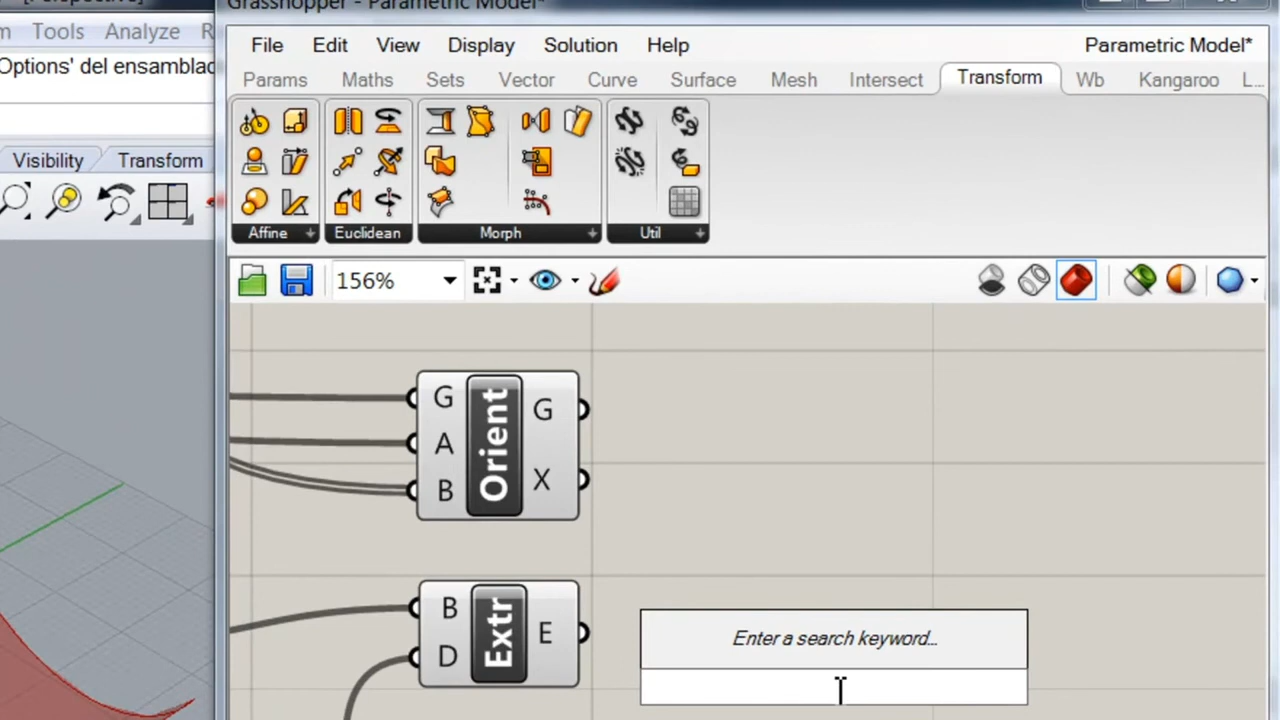 [Perspective]
Grasshopper - Parametric Model*
Tools Analyze
File Edit View Display Solution Help Parametric Model*
Options' del ensamblac
Params Maths Sets Vector Curve Surface Mesh Intersect Transform Wb Kangaroo L...
Visibility Transform
Affine Euclidean Morph Util
156%
G
A
B
Orient
G
X
B
D
Extr
E
Enter a search keyword...